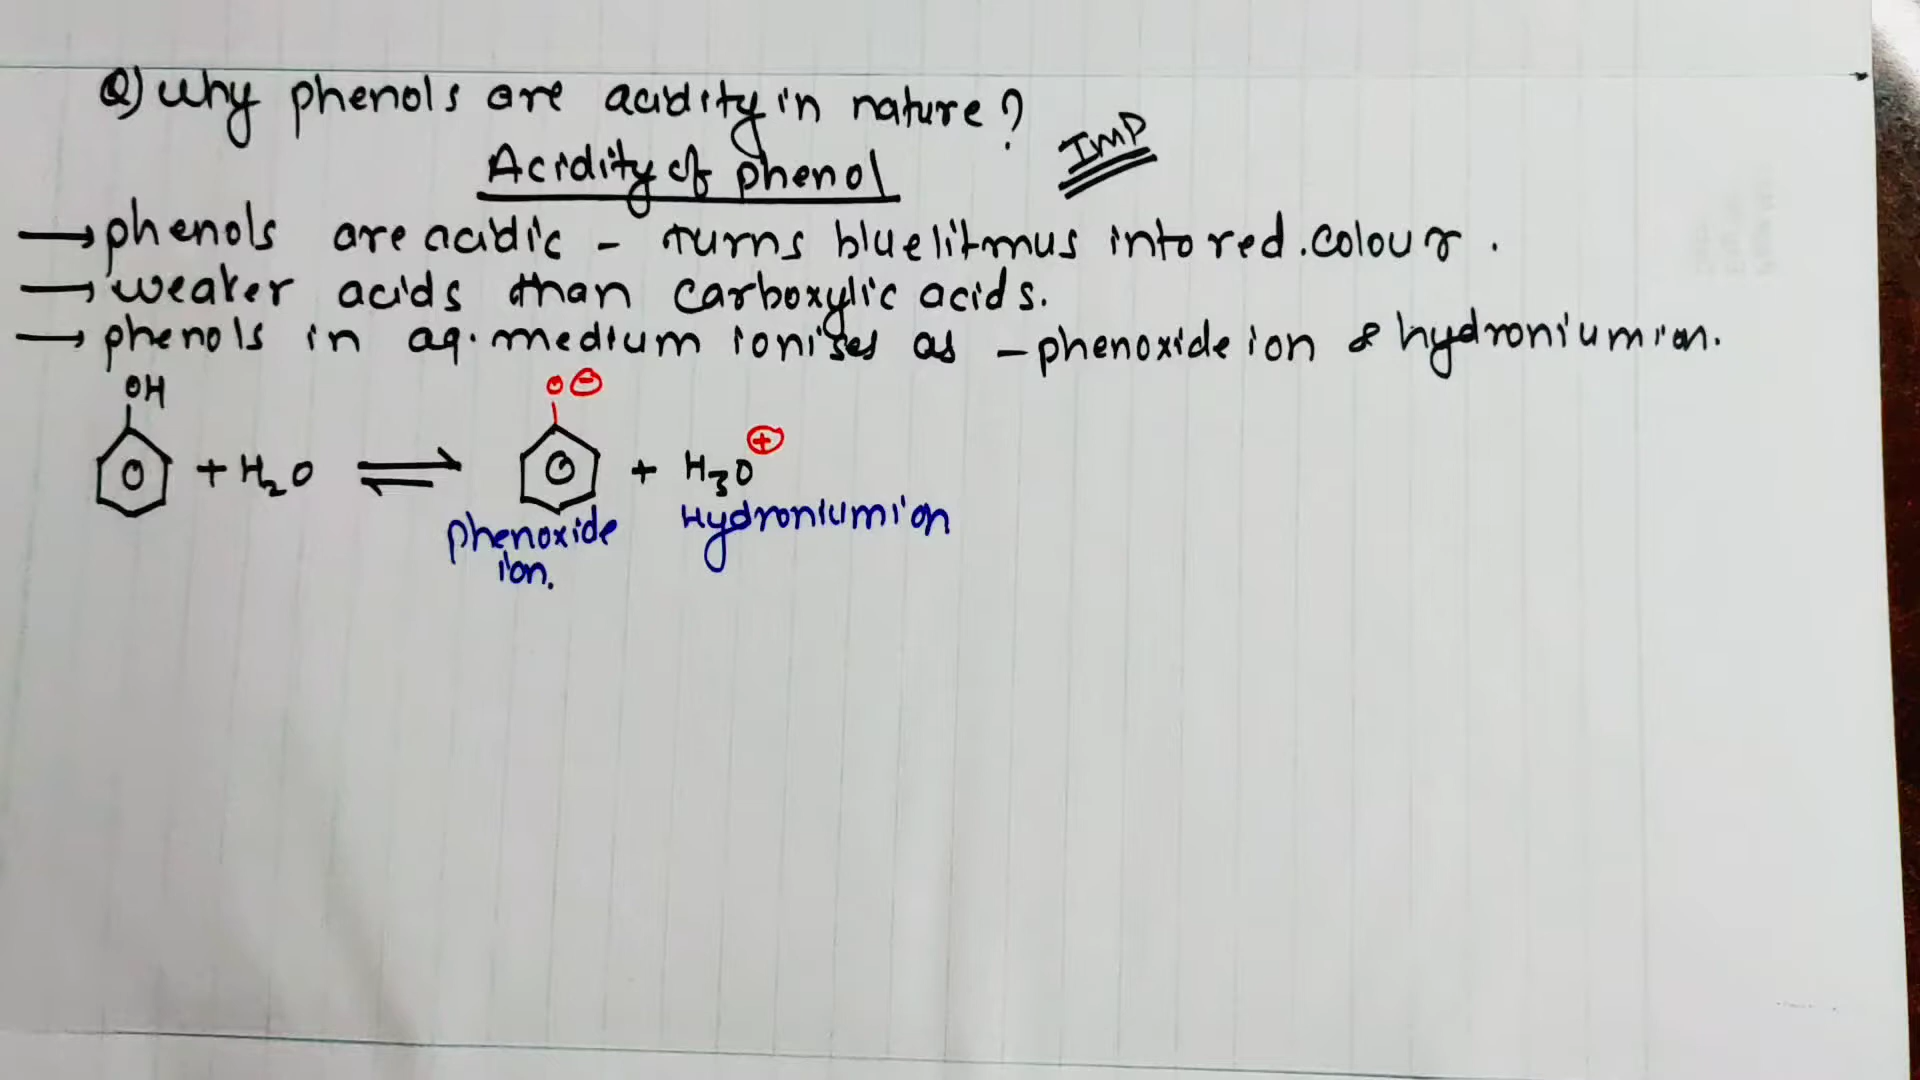 Q) Why phenols are acidity in nature?
Acidity of phenol
IMP
→ phenols are acidic - turns blue litmus into red.colour.
→ weaker acids than carboxylic acids.
→ phenols in aq. medium ionises as - phenoxide ion & hydronium ion.
OH O⊖
+ H2O ⇌ + H3O⊕
phenoxide ion.
Hydronium ion